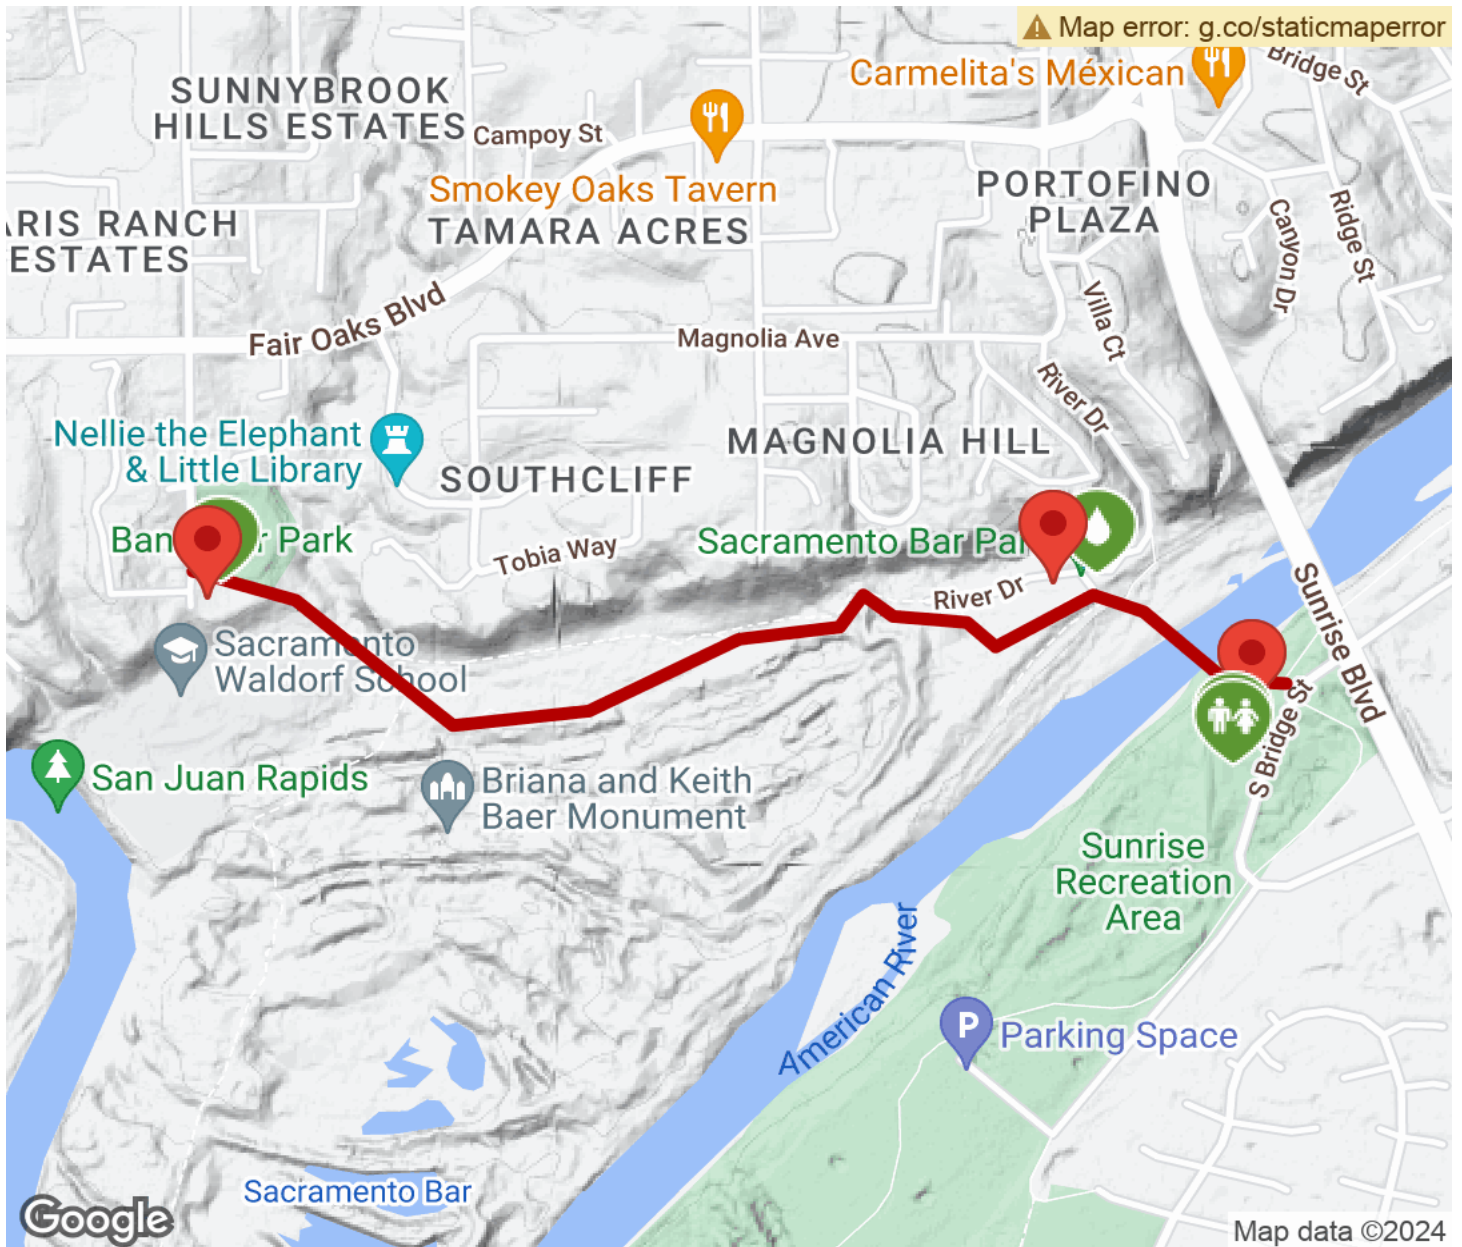 Map error: g.co/staticmaperror
Bridge St
Carmelita's Méxican
SUNNYBROOK
HILLS ESTATES
Campoy St
Smokey Oaks Tavern
TAMARA ACRES
PORTOFINO
PLAZA
Ridge St
Canyon Dr
ARIS RANCH
ESTATES
Fair Oaks Blvd
Magnolia Ave
Villa Ct
River Dr
Nellie the Elephant
& Little Library
MAGNOLIA HILL
SOUTHCLIFF
Park
Tobia Way
Sacramento Bar
River Dr
Sunrise Blvd
Sacramento
Waldorf School
S Bridge St
San Juan Rapids
Briana and Keith
Baer Monument
Sunrise
Recreation
Area
American River
P
Parking Space
Sacramento Bar
Google
Map data ©2024